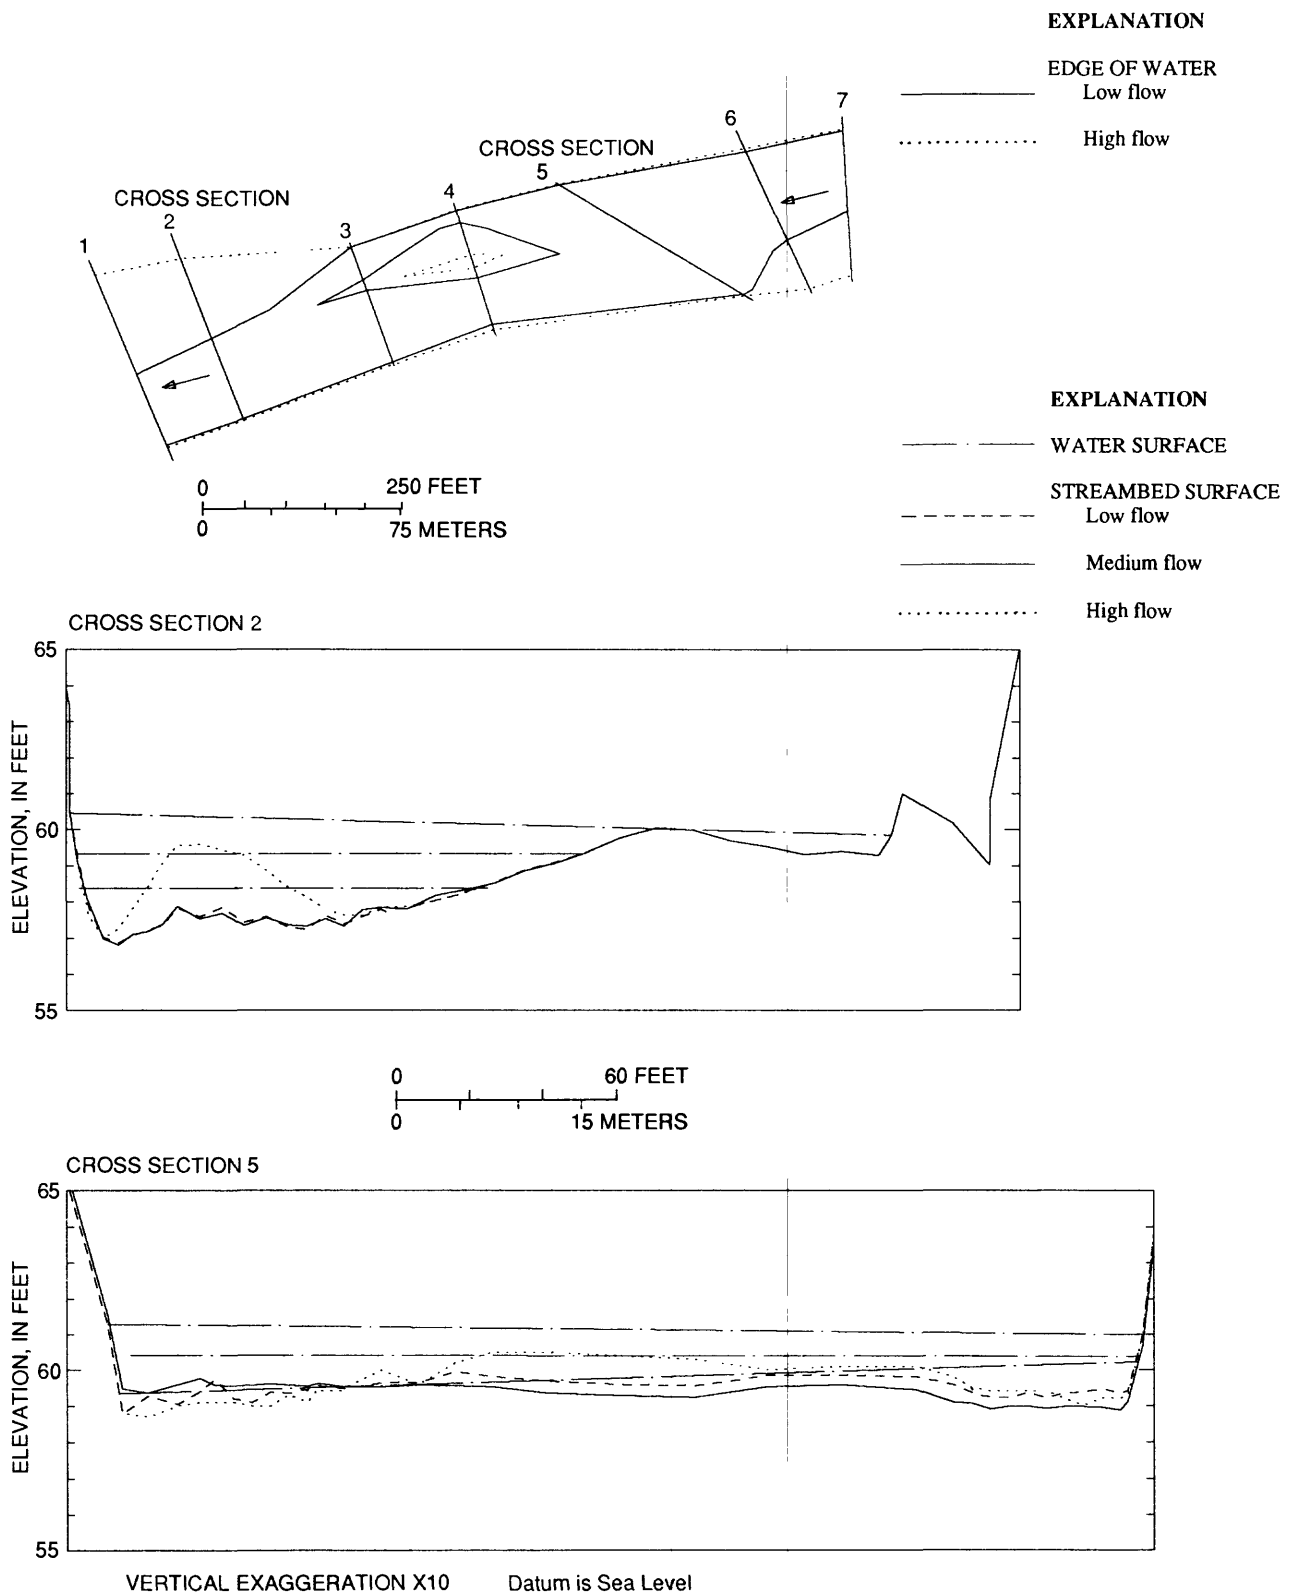 EXPLANATION
EDGE OF WATER
Low flow
High flow
7
6
CROSS SECTION
5
4
CROSS SECTION
2
3
1
0 250 FEET
0 75 METERS
EXPLANATION
WATER SURFACE
STREAMBED SURFACE
Low flow
Medium flow
High flow
CROSS SECTION 2
65
60
55
ELEVATION, IN FEET
0 60 FEET
0 15 METERS
CROSS SECTION 5
65
60
55
ELEVATION, IN FEET
VERTICAL EXAGGERATION X10 Datum is Sea Level